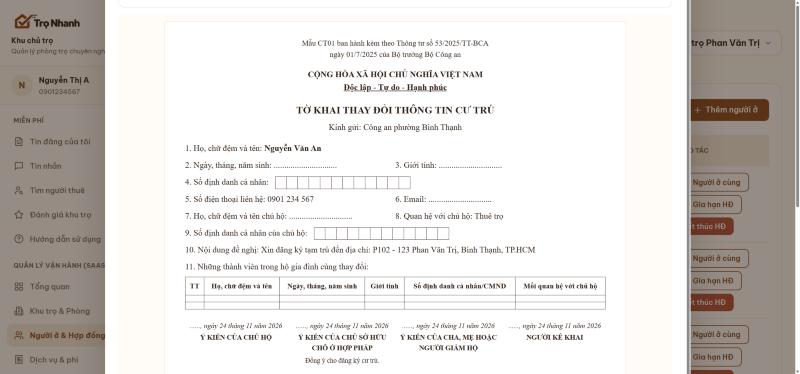 Trọ Nhanh
Khu chủ trọ
Quản lý phòng trọ chuyên ngh
N
Nguyễn Thị A
0901234567
MIỄN PHÍ
Tin đăng của tôi
Tin nhắn
Tìm người thuê
Đánh giá khu trọ
Hướng dẫn sử dụng
QUẢN LÝ VẬN HÀNH (SAAS
Tổng quan
Khu trọ & Phòng
Người ở & Hợp đồng
Dịch vụ & phí
Mẫu CT01 ban hành kèm theo Thông tư số 53/2025/TT-BCA
ngày 01/7/2025 của Bộ trưởng Bộ Công an
CỘNG HÒA XÃ HỘI CHỦ NGHĨA VIỆT NAM
Độc lập - Tự do - Hạnh phúc
TỜ KHAI THAY ĐỔI THÔNG TIN CƯ TRÚ
Kính gửi: Công an phường Bình Thạnh
1. Họ, chữ đệm và tên: Nguyễn Văn An
2. Ngày, tháng, năm sinh: ............................... 3. Giới tính: ...............................
4. Số định danh cá nhân:
5. Số điện thoại liên hệ: 0901 234 567 6. Email: ...............................
7. Họ, chữ đệm và tên chủ hộ: ............................... 8. Quan hệ với chủ hộ: Thuê trọ
9. Số định danh cá nhân của chủ hộ:
10. Nội dung đề nghị: Xin đăng ký tạm trú đến địa chỉ: P102 - 123 Phan Văn Trị, Bình Thạnh, TP.HCM
11. Những thành viên trong hộ gia đình cùng thay đổi:
TT Họ, chữ đệm và tên Ngày, tháng, năm sinh Giới tính Số định danh cá nhân/CMND Mối quan hệ với chủ hộ
....., ngày 24 tháng 11 năm 2026 ....., ngày 24 tháng 11 năm 2026 ....., ngày 24 tháng 11 năm 2026 ....., ngày 24 tháng 11 năm 2026
Ý KIẾN CỦA CHỦ HỘ Ý KIẾN CỦA CHỦ SỞ HỮU Ý KIẾN CỦA CHA, MẸ HOẶC NGƯỜI KÊ KHAI
CHỖ Ở HỢP PHÁP NGƯỜI GIÁM HỘ
Đồng ý cho đăng ký cư trú.
trọ Phan Văn Trị
+ Thêm người ở
O TÁC
Người ở cùng
Gia hạn HĐ
t thúc HĐ
Người ở cùng
Gia hạn HĐ
t thúc HĐ
Người ở cùng
Gia hạn HĐ